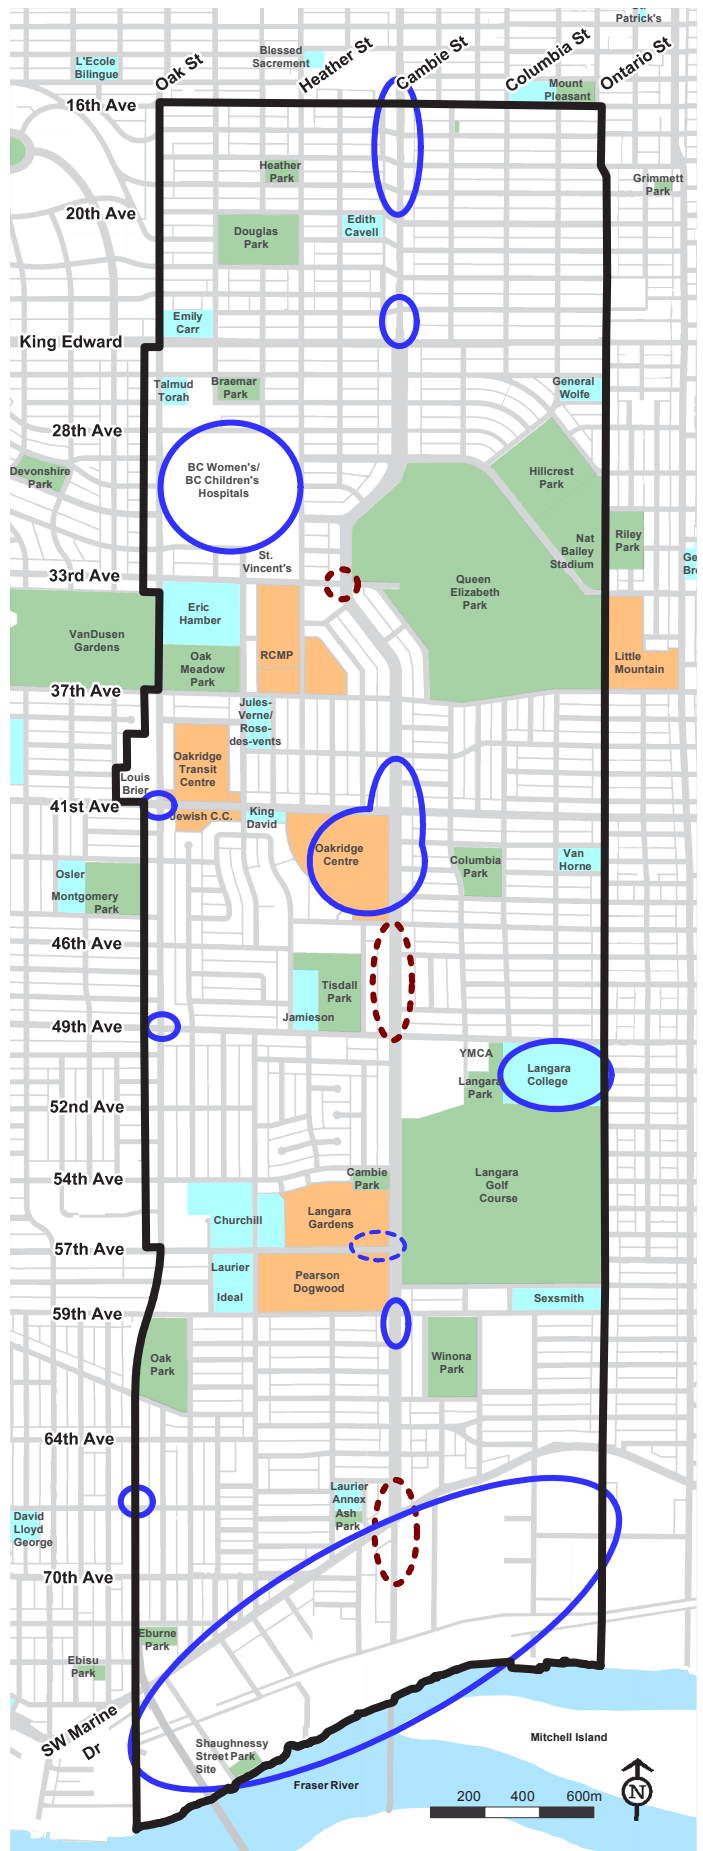 Patrick's
Blessed
Sacrement
L'Ecole
Bilingue
Oak St
Heather St
Cambie St
Columbia St
Ontario St
Mount
Pleasant
16th Ave
Heather
Park
Grimmett
Park
20th Ave
Edith
Cavell
Douglas
Park
Emily
Carr
King Edward
Talmud
Torah
Braemar
Park
General
Wolfe
28th Ave
Devonshire
Park
BC Women's/
BC Children's
Hospitals
Hillcrest
Park
Nat
Bailey
Stadium
Riley
Park
St.
Vincent's
33rd Ave
Queen
Elizabeth
Park
Eric
Hamber
VanDusen
Gardens
Oak
Meadow
Park
RCMP
Little
Mountain
37th Ave
Jules-
Verne/
Rose-
des-vents
Oakridge
Transit
Centre
Louis
Brier
41st Ave
Jewish C.C.
King
David
Oakridge
Centre
Columbia
Park
Van
Horne
Osler
Montgomery
Park
46th Ave
Tisdall
Park
Jamieson
49th Ave
YMCA
Langara
Park
Langara
College
52nd Ave
54th Ave
Cambie
Park
Langara
Golf
Course
Churchill
Langara
Gardens
57th Ave
Laurier
Ideal
Pearson
Dogwood
Sexsmith
59th Ave
Oak
Park
Winona
Park
64th Ave
Laurier
Annex
Ash
Park
David
Lloyd
George
70th Ave
Eburne
Park
Ebisu
Park
SW Marine
Dr
Shaughnessy
Street Park
Site
Mitchell Island
Fraser River
N
200 400 600m